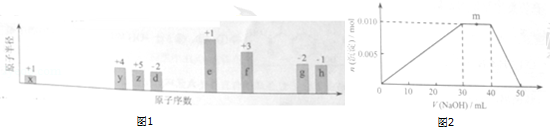 原子半径
+1
x
+4
y
+5
z
-2
d
+1
e
+3
f
-2
g
-1
h
原子序数
图1
n(沉淀) / mol
0.010
0.005
m
0
10
20
30
40
50
V(NaOH) / mL
图2